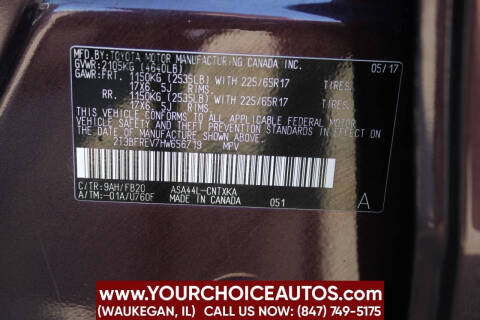 MFD.BY:TOYOTA MOTOR MANUFACTURING CANADA INC.
GVWR:2105KG (4640LB) 05/17
GAWR:FRT. 1150KG (2535LB) WITH 225/65R17 TIRES,
17X6.5J RIMS,
RR. 1150KG (2535LB) WITH 225/65R17 TIRES,
17X6.5J RIMS,
THIS VEHICLE CONFORMS TO ALL APPLICABLE
FEDERAL MOTOR VEHICLE SAFETY, BUMPER, AND
THEFT PREVENTION STANDARDS IN EFFECT ON THE
DATE OF MANUFACTURE SHOWN ABOVE.
2T3BFREV7HW656719 MPV
C/TR:9AH/FB20 ASA44L-CNTXKA
A/TM:-01A/U760F MADE IN CANADA 051 A
WWW.YOURCHOICEAUTOS.COM
(WAUKEGAN, IL) CALL US NOW: (847) 749-5175